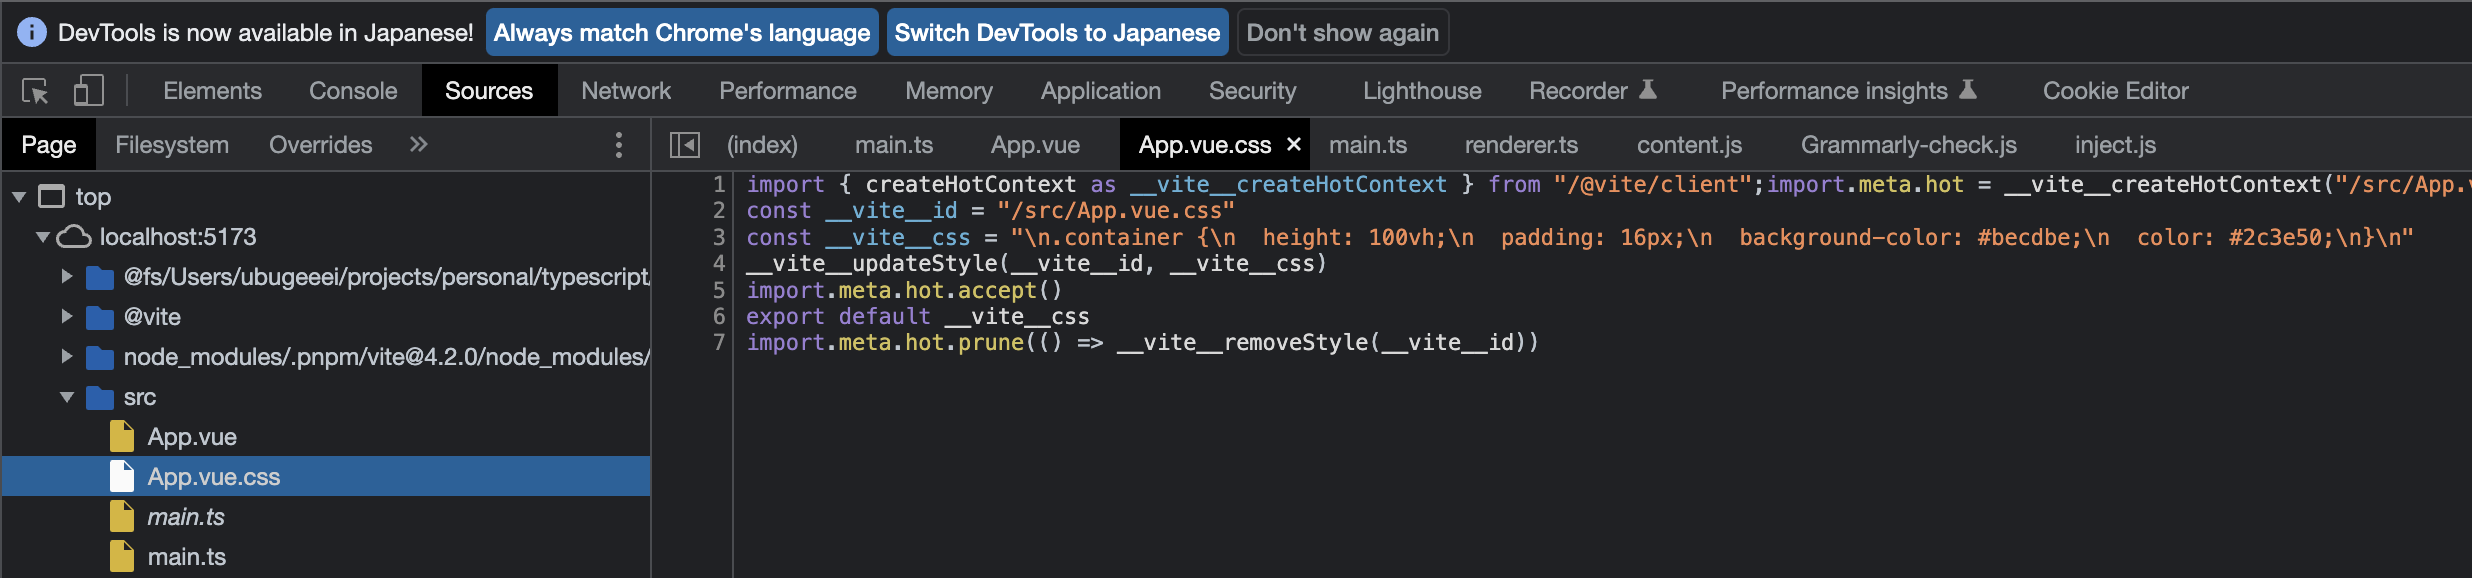 DevTools is now available in Japanese! Always match Chrome's language Switch DevTools to Japanese Don't show again
Elements Console Sources Network Performance Memory Application Security Lighthouse Recorder Performance insights Cookie Editor
Page Filesystem Overrides »
(index) main.ts App.vue App.vue.css × main.ts renderer.ts content.js Grammarly-check.js inject.js
top
localhost:5173
@fs/Users/ubugeeei/projects/personal/typescript/
@vite
node_modules/.pnpm/vite@4.2.0/node_modules/
src
App.vue
App.vue.css
main.ts
main.ts
1 import { createHotContext as __vite__createHotContext } from "/@vite/client";import.meta.hot = __vite__createHotContext("/src/App.v
2 const __vite__id = "/src/App.vue.css"
3 const __vite__css = "\n.container {\n  height: 100vh;\n  padding: 16px;\n  background-color: #becdbe;\n  color: #2c3e50;\n}\n"
4 __vite__updateStyle(__vite__id, __vite__css)
5 import.meta.hot.accept()
6 export default __vite__css
7 import.meta.hot.prune(() => __vite__removeStyle(__vite__id))